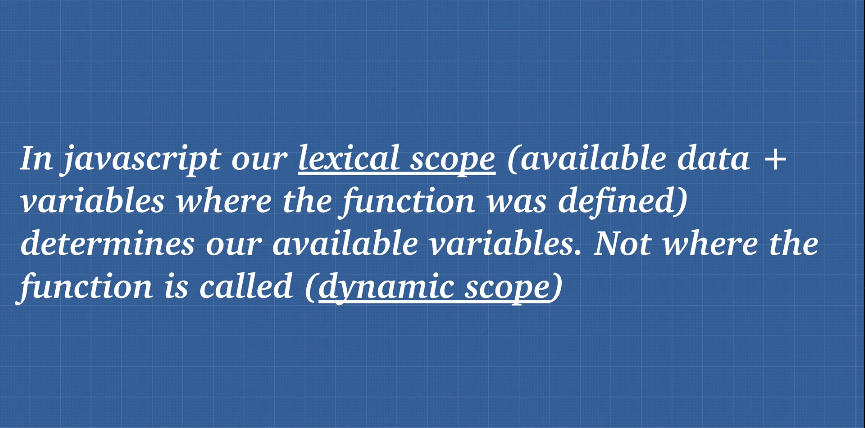 In javascript our lexical scope (available data +
variables where the function was defined)
determines our available variables. Not where the
function is called (dynamic scope)